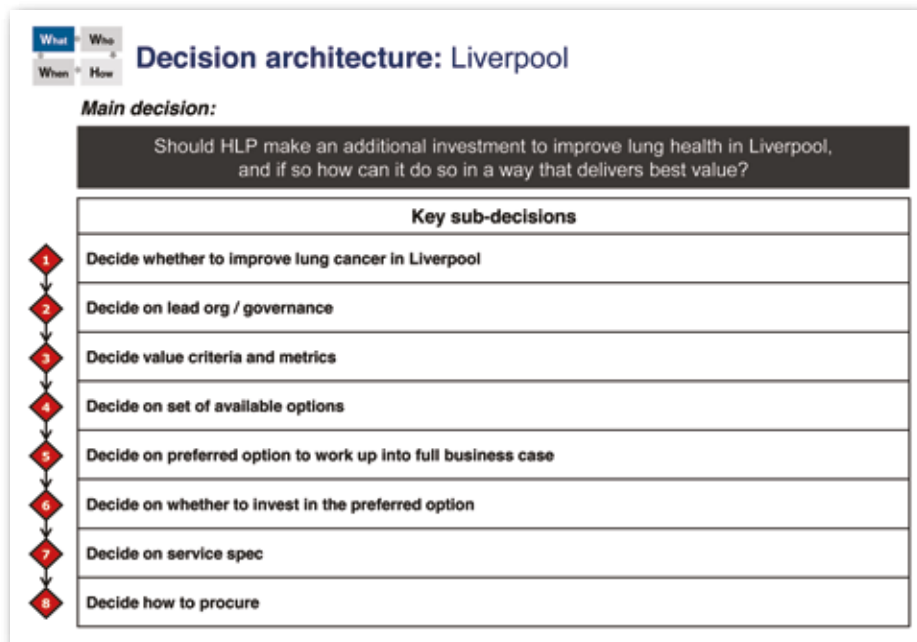 What Who
Decision architecture: Liverpool
When How
Main decision:
Should HLP make an additional investment to improve lung health in Liverpool,
and if so how can it do so in a way that delivers best value?
Key sub-decisions
1 Decide whether to improve lung cancer in Liverpool
2 Decide on lead org / governance
3 Decide value criteria and metrics
4 Decide on set of available options
5 Decide on preferred option to work up into full business case
6 Decide on whether to invest in the preferred option
7 Decide on service spec
8 Decide how to procure